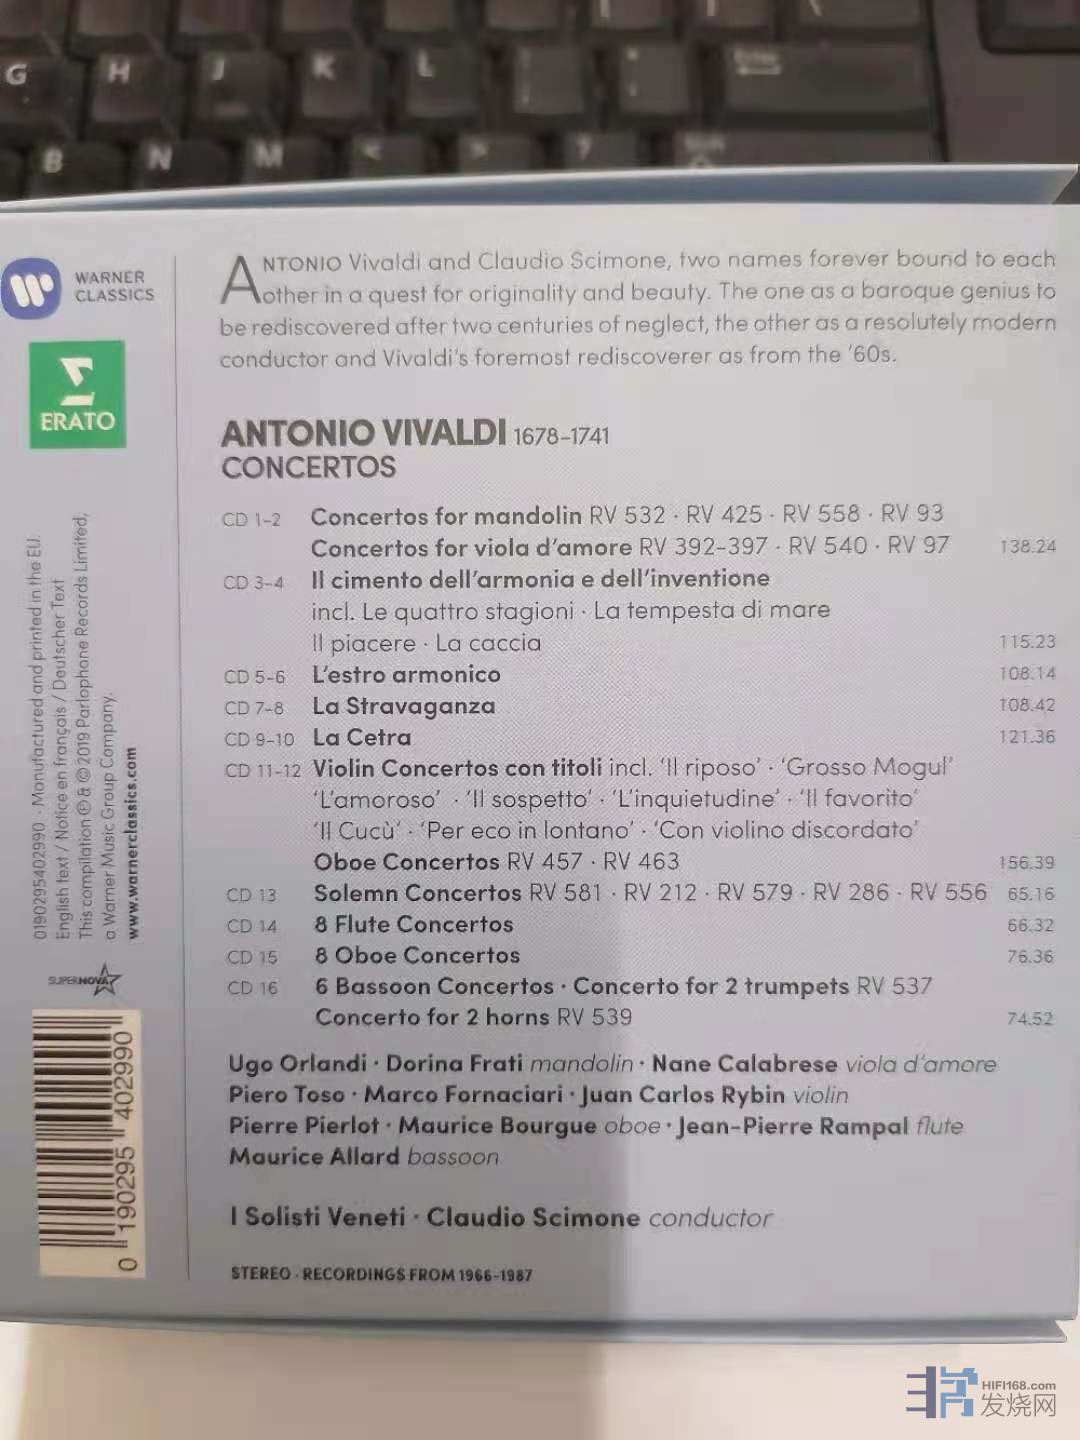 G H J K L
B N M < > ?
WARNER
CLASSICS
ERATO
ANTONIO Vivaldi and Claudio Scimone, two names forever bound to each
other in a quest for originality and beauty. The one as a baroque genius to
be rediscovered after two centuries of neglect, the other as a resolutely modern
conductor and Vivaldi's foremost rediscoverer as from the '60s.
ANTONIO VIVALDI 1678–1741
CONCERTOS
CD 1-2 Concertos for mandolin RV 532 · RV 425 · RV 558 · RV 93
Concertos for viola d'amore RV 392-397 · RV 540 · RV 97 138.24
CD 3-4 Il cimento dell'armonia e dell'inventione
incl. Le quattro stagioni · La tempesta di mare
Il piacere · La caccia 115.23
CD 5-6 L'estro armonico 108.14
CD 7-8 La Stravaganza 108.42
CD 9-10 La Cetra 121.36
CD 11-12 Violin Concertos con titoli incl. 'Il riposo' · 'Grosso Mogul'
'L'amoroso' · 'Il sospetto' · 'L'inquietudine' · 'Il favorito'
'Il Cucù' · 'Per eco in lontano' · 'Con violino discordato'
Oboe Concertos RV 457 · RV 463 156.39
CD 13 Solemn Concertos RV 581 · RV 212 · RV 579 · RV 286 · RV 556 65.16
CD 14 8 Flute Concertos 66.32
CD 15 8 Oboe Concertos 76.36
CD 16 6 Bassoon Concertos · Concerto for 2 trumpets RV 537
Concerto for 2 horns RV 539 74.52
Ugo Orlandi · Dorina Frati mandolin · Nane Calabrese viola d'amore
Piero Toso · Marco Fornaciari · Juan Carlos Rybin violin
Pierre Pierlot · Maurice Bourgue oboe · Jean-Pierre Rampal flute
Maurice Allard bassoon
I Solisti Veneti · Claudio Scimone conductor
STEREO · RECORDINGS FROM 1966-1987
0190295402990 · Manufactured and printed in the EU.
English text / Notice en français / Deutscher Text
This compilation ℗ & © 2019 Parlophone Records Limited,
a Warner Music Group Company.
www.warnerclassics.com
SUPERNOVA
0 190295 402990
HIFI168.com
发烧网